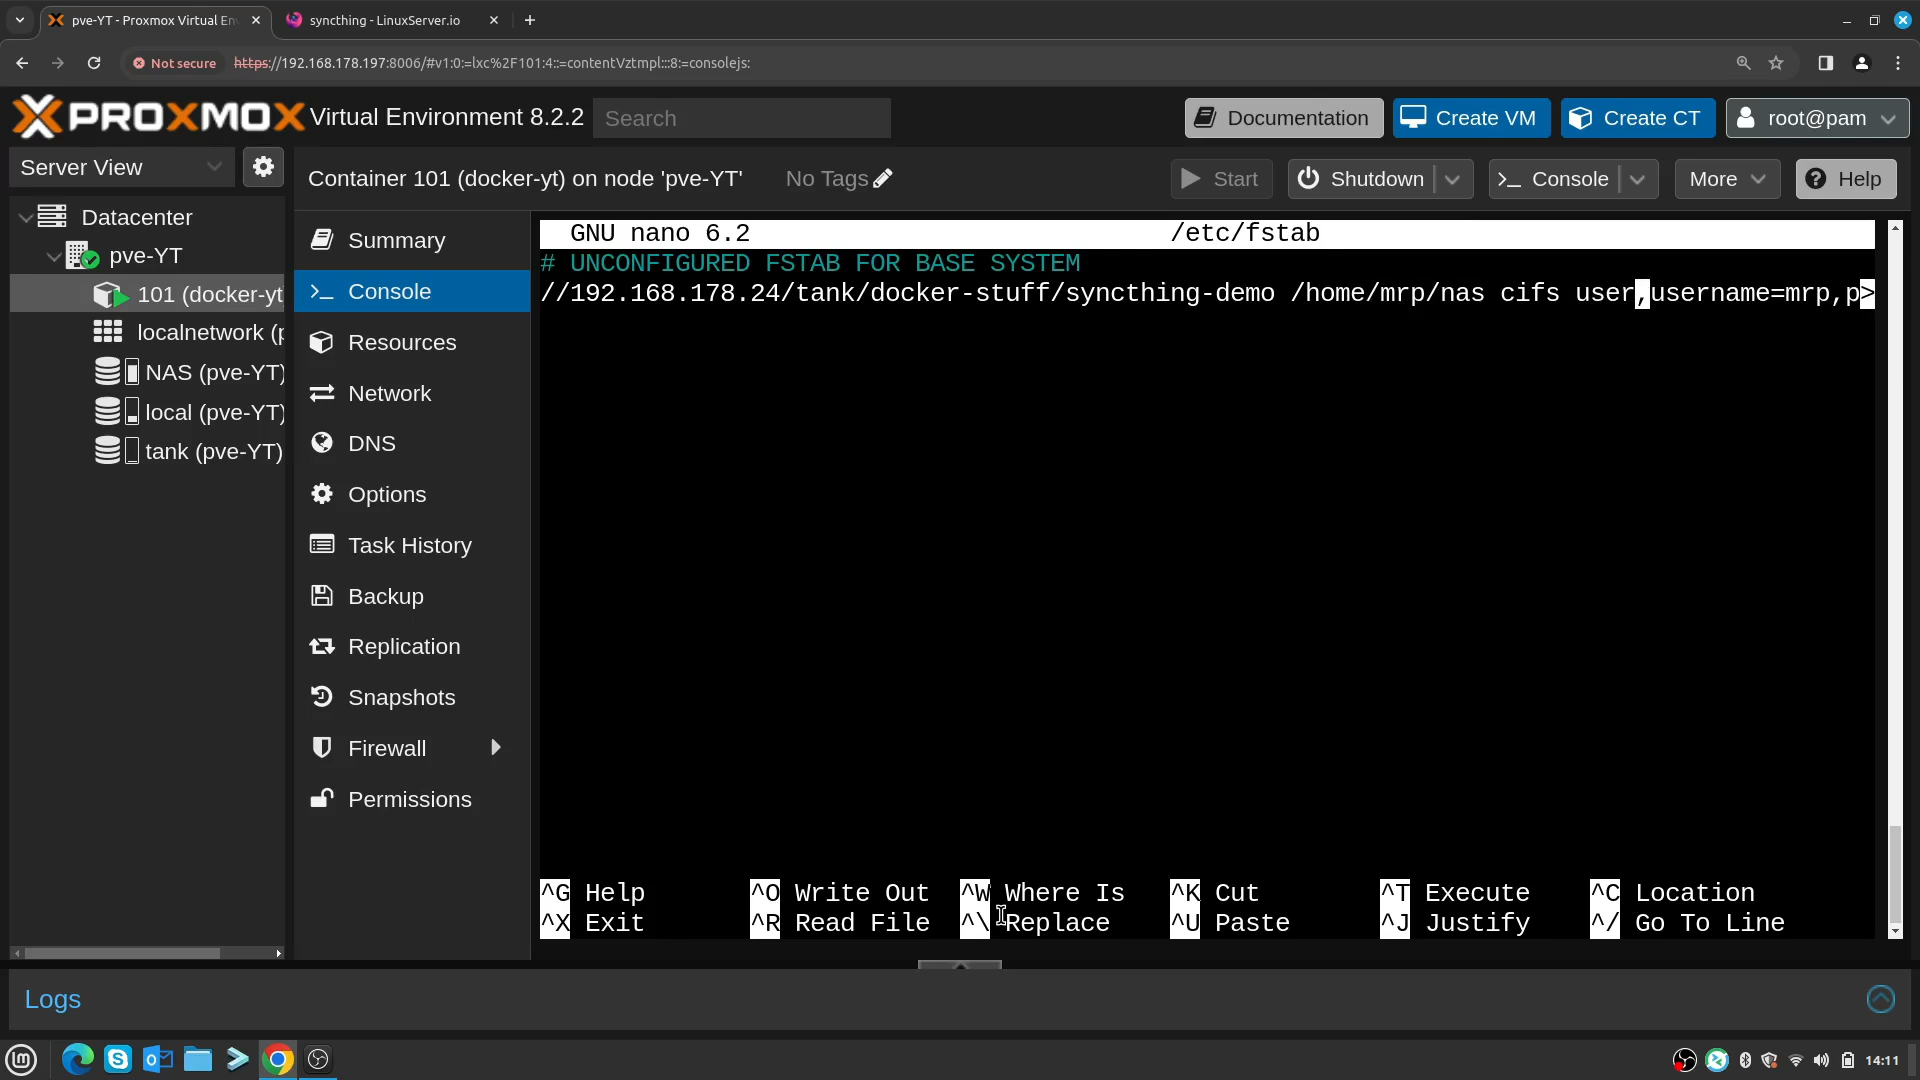 pve-YT - Proxmox Virtual En
syncthing - LinuxServer.io
Not secure
https://192.168.178.197:8006/#v1:0:=lxc%2F101:4::=contentVztmpl:::8:=consolejs:
PROXMOX Virtual Environment 8.2.2
Search
Documentation
Create VM
Create CT
root@pam
Server View
Container 101 (docker-yt) on node 'pve-YT'
No Tags
Start
Shutdown
Console
More
Help
Datacenter
pve-YT
101 (docker-yt
localnetwork (p
NAS (pve-YT)
local (pve-YT)
tank (pve-YT)
Summary
Console
Resources
Network
DNS
Options
Task History
Backup
Replication
Snapshots
Firewall
Permissions
GNU nano 6.2 /etc/fstab
# UNCONFIGURED FSTAB FOR BASE SYSTEM
//192.168.178.24/tank/docker-stuff/syncthing-demo /home/mrp/nas cifs user,username=mrp,p>
^G Help ^O Write Out ^W Where Is ^K Cut ^T Execute ^C Location
^X Exit ^R Read File ^\ Replace ^U Paste ^J Justify ^/ Go To Line
Logs
14:11